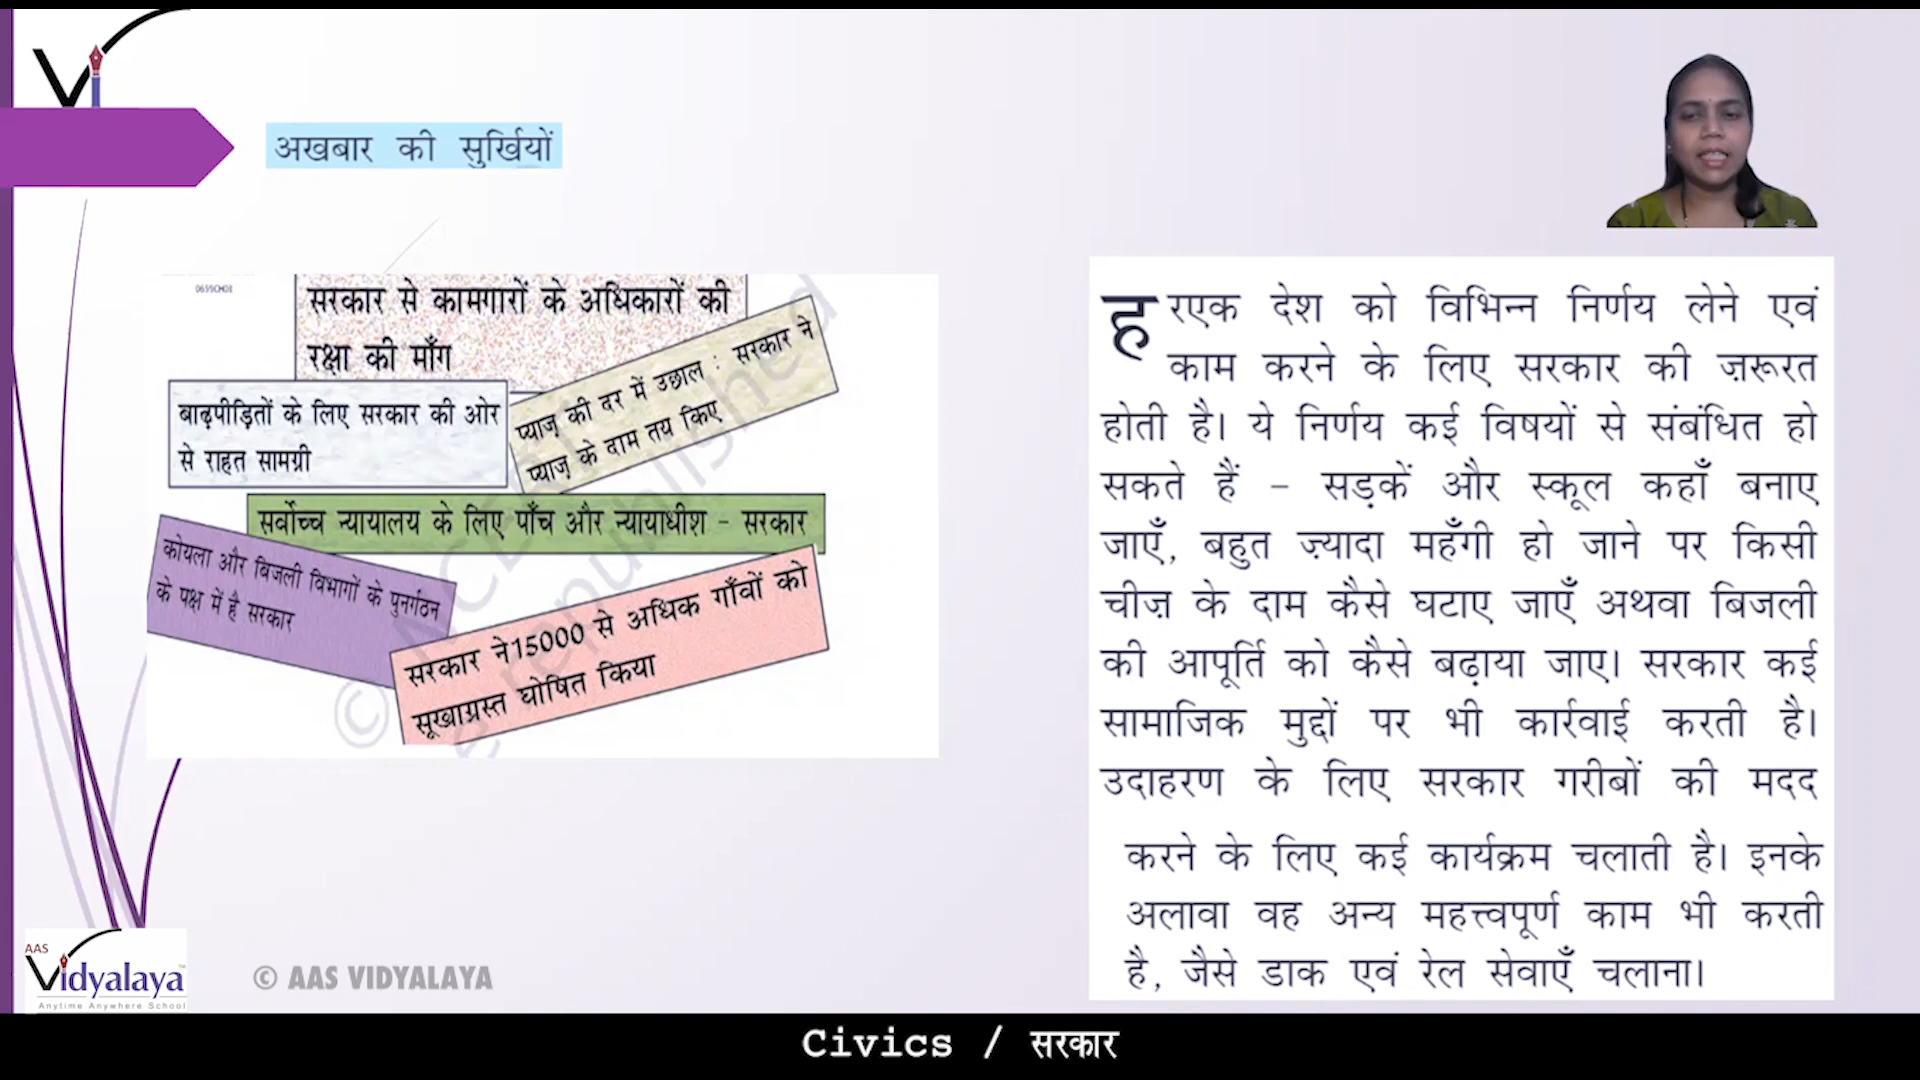 Vi
अखबार की सुर्खियों
0659CH03
सरकार से कामगारों के अधिकारों की
रक्षा की माँग
बाढ़पीड़ितों के लिए सरकार की ओर
से राहत सामग्री
प्याज़ की दर में उछाल : सरकार ने
प्याज़ के दाम तय किए
सर्वोच्च न्यायालय के लिए पाँच और न्यायाधीश - सरकार
कोयला और बिजली विभागों के पुनर्गठन
के पक्ष में है सरकार
सरकार ने 15000 से अधिक गाँवों को
सूखाग्रस्त घोषित किया
हरएक देश को विभिन्न निर्णय लेने एवं
काम करने के लिए सरकार की ज़रूरत
होती है। ये निर्णय कई विषयों से संबंधित हो
सकते हैं - सड़कें और स्कूल कहाँ बनाए
जाएँ, बहुत ज़्यादा महँगी हो जाने पर किसी
चीज़ के दाम कैसे घटाए जाएँ अथवा बिजली
की आपूर्ति को कैसे बढ़ाया जाए। सरकार कई
सामाजिक मुद्दों पर भी कार्रवाई करती है।
उदाहरण के लिए सरकार गरीबों की मदद
करने के लिए कई कार्यक्रम चलाती है। इनके
अलावा वह अन्य महत्त्वपूर्ण काम भी करती
है, जैसे डाक एवं रेल सेवाएँ चलाना।
AAS
Vidyalaya
Anytime Anywhere School
© AAS VIDYALAYA
Civics / सरकार